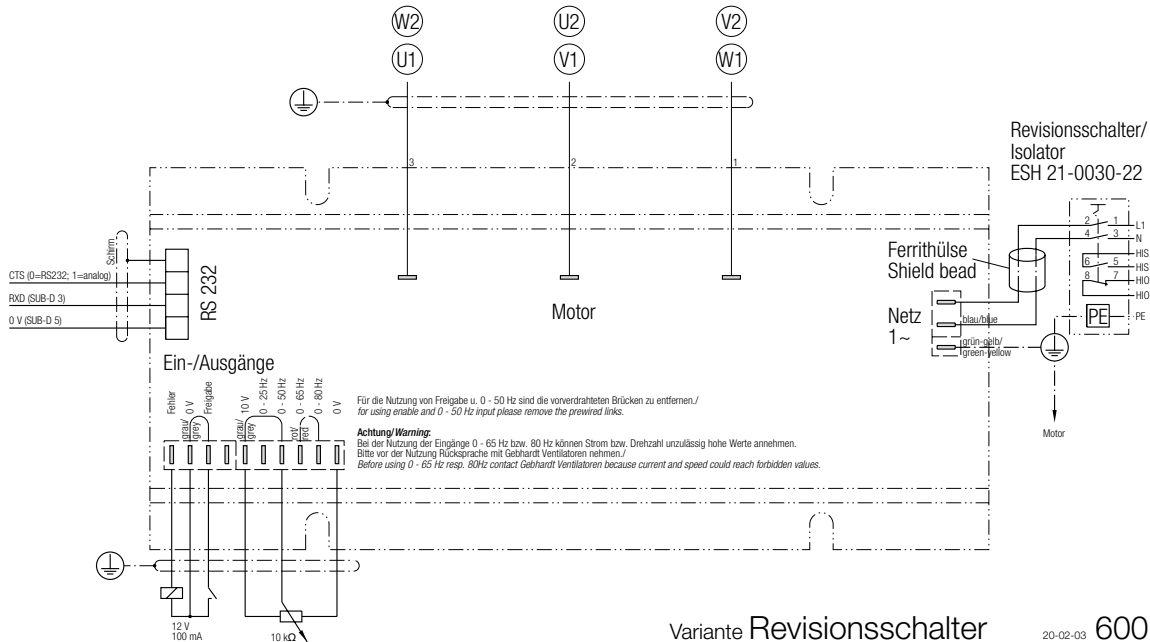 W2
U2
V2
U1
V1
W1
3
2
1
Revisionsschalter/
Isolator
ESH 21-0030-22
2
1
L1
4
3
N
HIS
6
5
HIS
8
7
HIO
HIO
PE
PE
Ferrithülse
Shield bead
Netz
1~
blau/blue
grün-gelb/
green-yellow
Motor
Schirm
CTS (0=RS232; 1=analog)
RXD (SUB-D 3)
0 V (SUB-D 5)
RS 232
Motor
Ein-/Ausgänge
Fehler
0 V
Freigabe
10 V
0 - 25 Hz
0 - 50 Hz
0 - 65 Hz
0 - 80 Hz
0 V
grau/
grey
grau/
grey
rot/
red
Für die Nutzung von Freigabe u. 0 - 50 Hz sind die vorverdrahteten Brücken zu entfernen./
for using enable and 0 - 50 Hz input please remove the prewired links.
Achtung/Warning:
Bei der Nutzung der Eingänge 0 - 65 Hz bzw. 80 Hz können Strom bzw. Drehzahl unzulässig hohe Werte annehmen.
Bitte vor der Nutzung Rücksprache mit Gebhardt Ventilatoren nehmen./
Before using 0 - 65 Hz resp. 80Hz contact Gebhardt Ventilatoren because current and speed could reach forbidden values.
12 V
100 mA
10 kΩ
Variante Revisionsschalter
20-02-03 600